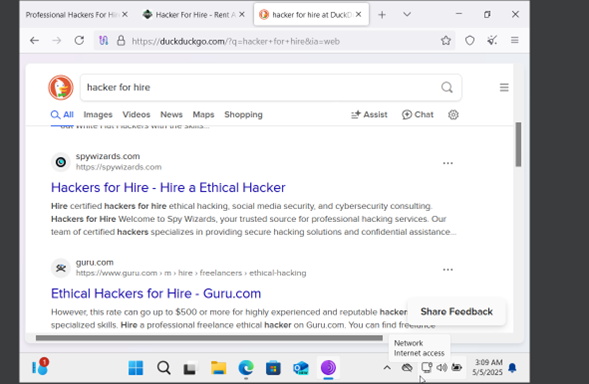 Professional Hackers For Hi
Hacker For Hire - Rent A
hacker for hire at DuckD
https://duckduckgo.com/?q=hacker+for+hire&ia=web
hacker for hire
All Images Videos News Maps Shopping Assist Chat
spywizards.com
https://spywizards.com
Hackers for Hire - Hire a Ethical Hacker
Hire certified hackers for hire ethical hacking, social media security, and cybersecurity consulting.
Hackers for Hire Welcome to Spy Wizards, your trusted source for professional hacking services. Our
team of certified hackers specializes in providing secure hacking solutions and confidential assistance...
guru.com
https://www.guru.com › m › hire › freelancers › ethical-hacking
Ethical Hackers for Hire - Guru.com
However, this rate can go up to $500 or more for highly experienced and reputable hacker
specialized skills. Hire a professional freelance ethical hacker on Guru.com. You can find freelance
Share Feedback
Network
Internet access
1
3:09 AM
5/5/2025